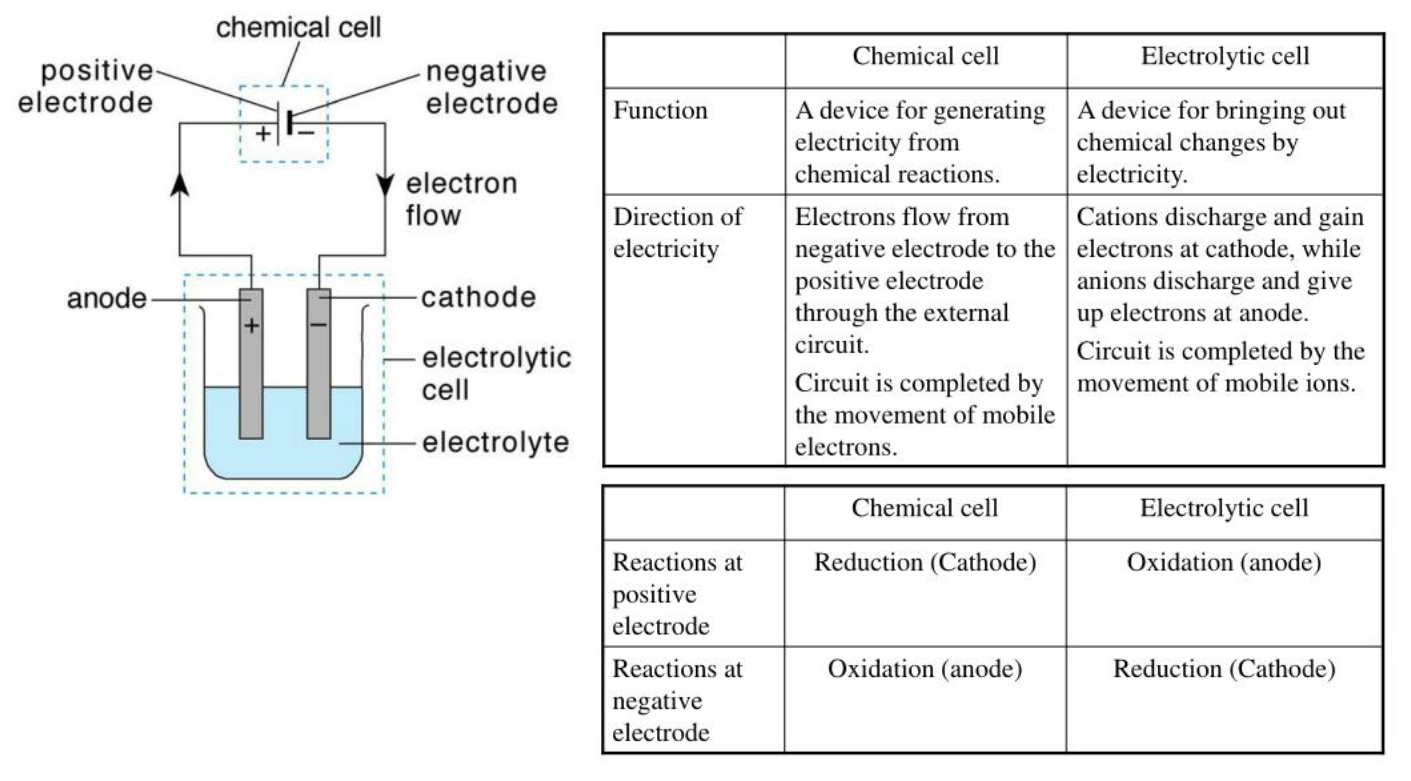 chemical cell
positive
electrode
negative
electrode
+
−
electron
flow
anode
cathode
+
−
electrolytic
cell
electrolyte
Chemical cell
Electrolytic cell
Function
A device for generating
electricity from
chemical reactions.
A device for bringing out
chemical changes by
electricity.
Direction of
electricity
Electrons flow from
negative electrode to the
positive electrode
through the external
circuit.
Circuit is completed by
the movement of mobile
electrons.
Cations discharge and gain
electrons at cathode, while
anions discharge and give
up electrons at anode.
Circuit is completed by the
movement of mobile ions.
Chemical cell
Electrolytic cell
Reactions at
positive
electrode
Reduction (Cathode)
Oxidation (anode)
Reactions at
negative
electrode
Oxidation (anode)
Reduction (Cathode)